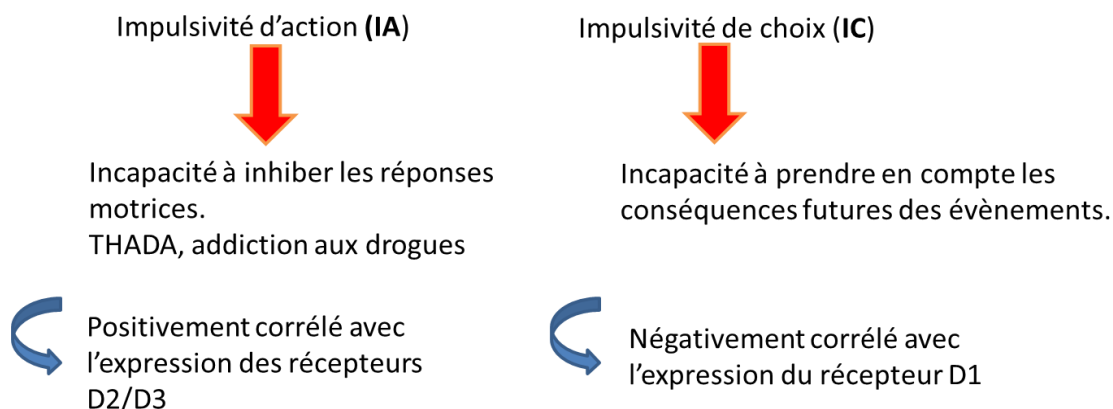 Impulsivité d’action (IA)
Incapacité à inhiber les réponses
motrices.
THADA, addiction aux drogues
Positivement corrélé avec
l’expression des récepteurs
D2/D3
Impulsivité de choix (IC)
Incapacité à prendre en compte les
conséquences futures des évènements.
Négativement corrélé avec
l’expression du récepteur D1